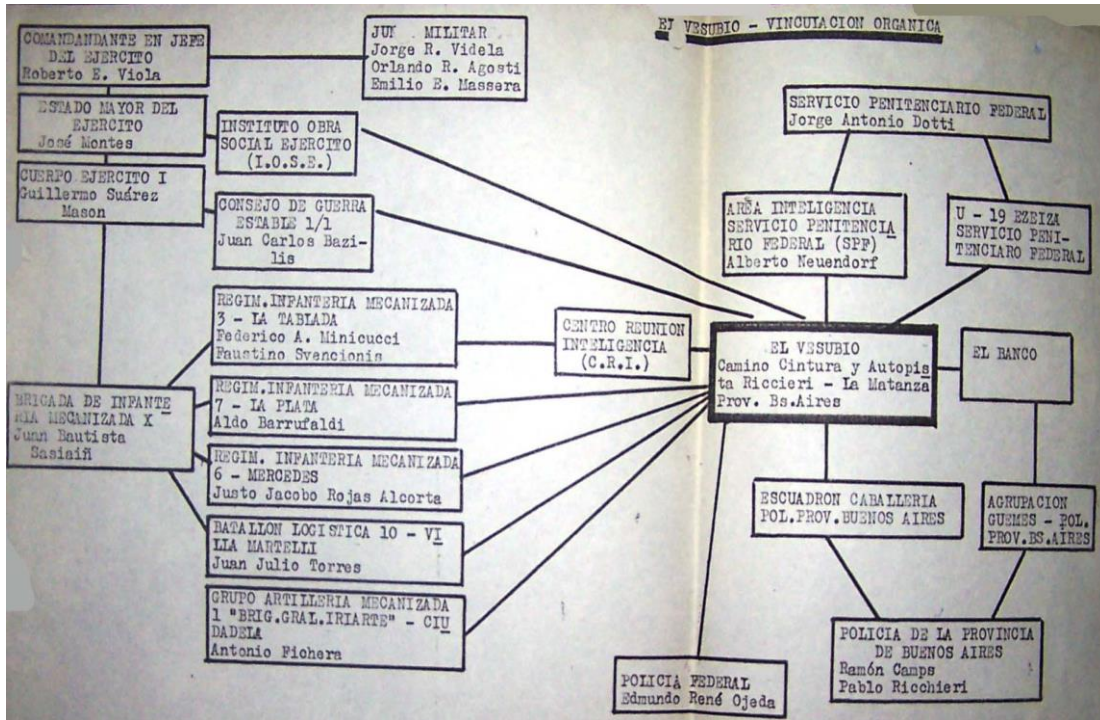 EL VESUBIO - VINCULACION ORGANICA
COMANDANDANTE EN JEFE
DEL EJERCITO
Roberto E. Viola
MILITAR
Jorge R. Videla
Orlando R. Agosti
Emilio E. Massera
ESTADO MAYOR DEL
EJERCITO
José Montes
INSTITUTO OBRA
SOCIAL EJERCITO
(I.O.S.E.)
CUERPO EJERCITO I
Guillermo Suárez
Mason
CONSEJO DE GUERRA
ESTABLE 1/1
Juan Carlos Bazi-
lis
SERVICIO PENITENCIARIO FEDERAL
Jorge Antonio Dotti
AREA INTELIGENCIA
SERVICIO PENITENCIA
RIO FEDERAL (SPF)
Alberto Neuendorf
U - 19 EZEIZA
SERVICIO PENI-
TENCIARO FEDERAL
REGIM.INFANTERIA MECANIZADA
3 - LA TABLADA
Federico A. Minicucci
Faustino Svencionis
CENTRO REUNION
INTELIGENCIA
(C.R.I.)
EL VESUBIO
Camino Cintura y Autopis
ta Riccieri - La Matanza
Prov. Bs.Aires
EL BANCO
BRIGADA DE INFANTE
RIA MECANIZADA X
Juan Bautista
Sasiaiñ
REGIM.INFANTERIA MECANIZADA
7 - LA PLATA
Aldo Barrufaldi
REGIM. INFANTERIA MECANIZADA
6 - MERCEDES
Justo Jacobo Rojas Alcorta
BATALLON LOGISTICA 10 - VI
LLA MARTELLI
Juan Julio Torres
GRUPO ARTILLERIA MECANIZADA
1 "BRIG.GRAL.IRIARTE" - CIU
DADELA
Antonio Fichera
ESCUADRON CABALLERIA
POL.PROV.BUENOS AIRES
AGRUPACION
GUEMES - POL.
PROV.BS.AIRES
POLICIA FEDERAL
Edmundo René Ojeda
POLICIA DE LA PROVINCIA
DE BUENOS AIRES
Ramón Camps
Pablo Ricchieri